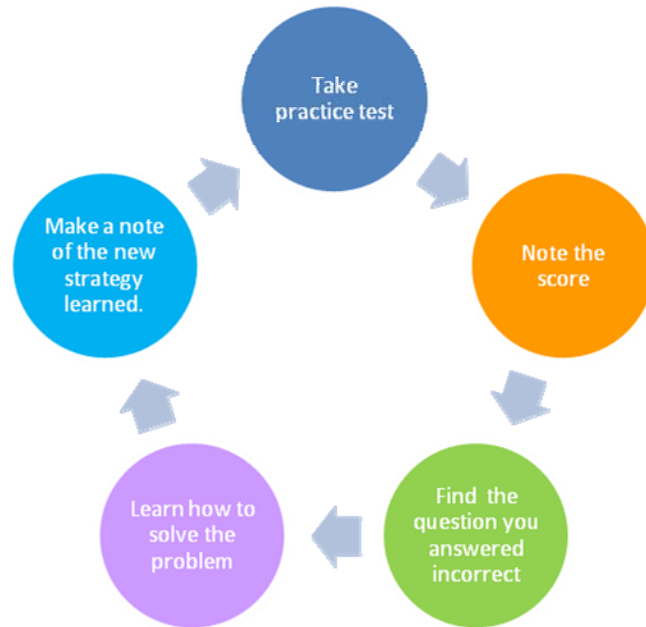 Take
practice test
Note the
score
Find the
question you
answered
incorrect
Learn how to
solve the
problem
Make a note
of the new
strategy
learned.